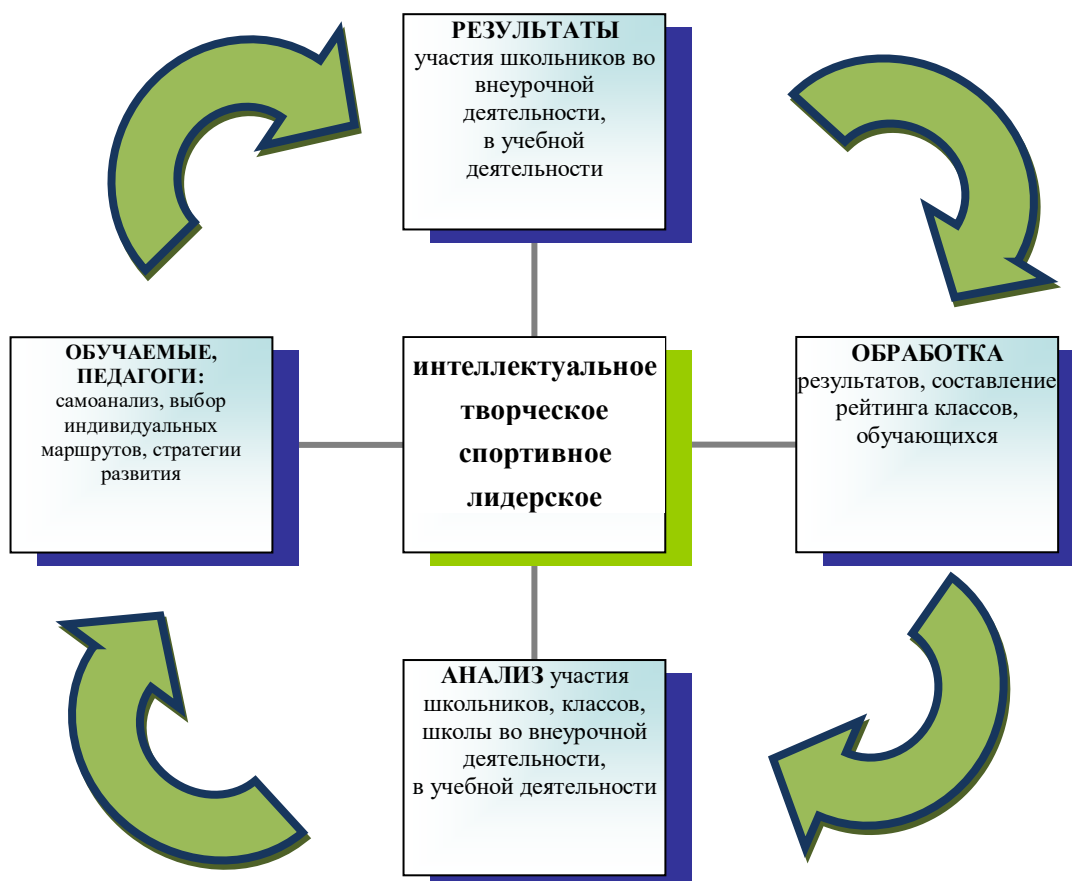 РЕЗУЛЬТАТЫ
участия школьников во
внеурочной
деятельности,
в учебной
деятельности
ОБУЧАЕМЫЕ,
ПЕДАГОГИ:
самоанализ, выбор
индивидуальных
маршрутов, стратегии
развития
интеллектуальное
творческое
спортивное
лидерское
ОБРАБОТКА
результатов, составление
рейтинга классов,
обучающихся
АНАЛИЗ участия
школьников, классов,
школы во внеурочной
деятельности,
в учебной деятельности